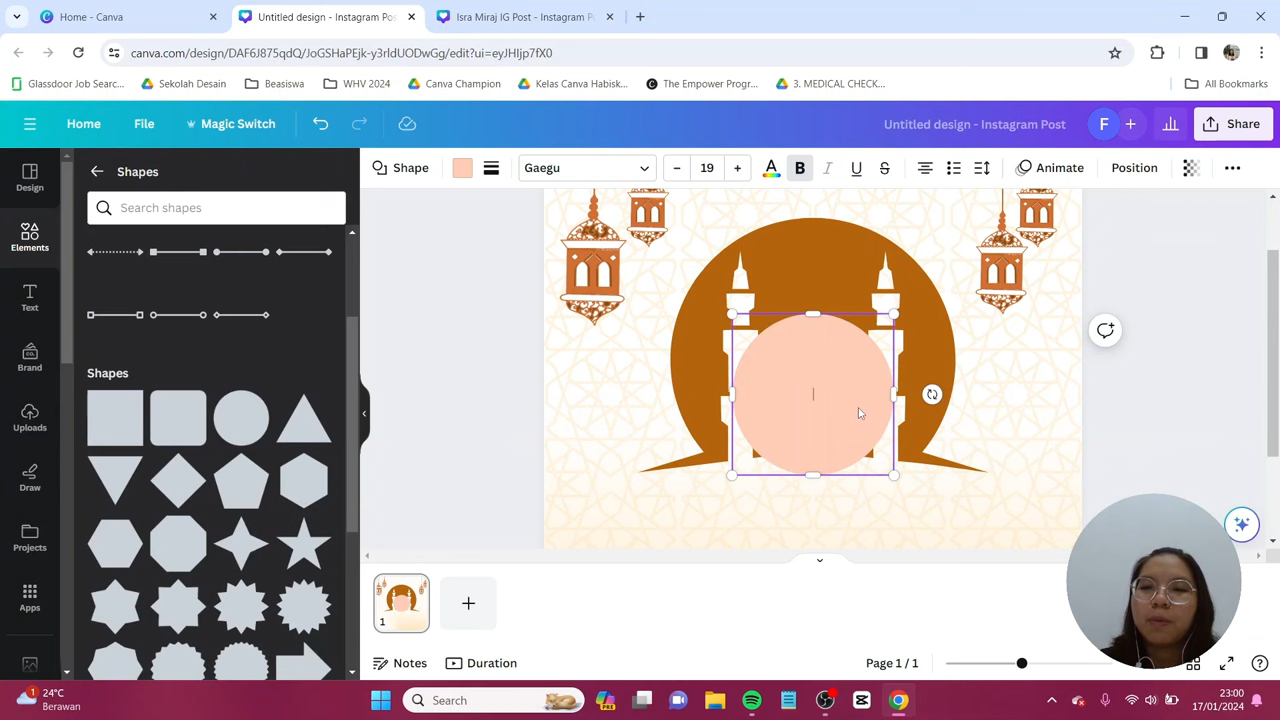 Home - Canva
Untitled design - Instagram Pos
Isra Miraj IG Post - Instagram P
canva.com/design/DAF6J875qdQ/JoGSHaPEjk-y3rldUODwGg/edit?ui=eyJHIjp7fX0
Glassdoor Job Searc...
Sekolah Desain
Beasiswa
WHV 2024
Canva Champion
Kelas Canva Habisk...
The Empower Progr...
3. MEDICAL CHECK...
All Bookmarks
Home
File
Magic Switch
Untitled design - Instagram Post
F
Share
Design
Elements
Text
Brand
Uploads
Draw
Projects
Apps
Shapes
Search shapes
Shapes
Shape
Gaegu
19
A
B
I
U
S
Animate
Position
1
Notes
Duration
Page 1 / 1
1
24°C
Berawan
Search
PRE
23:00
17/01/2024